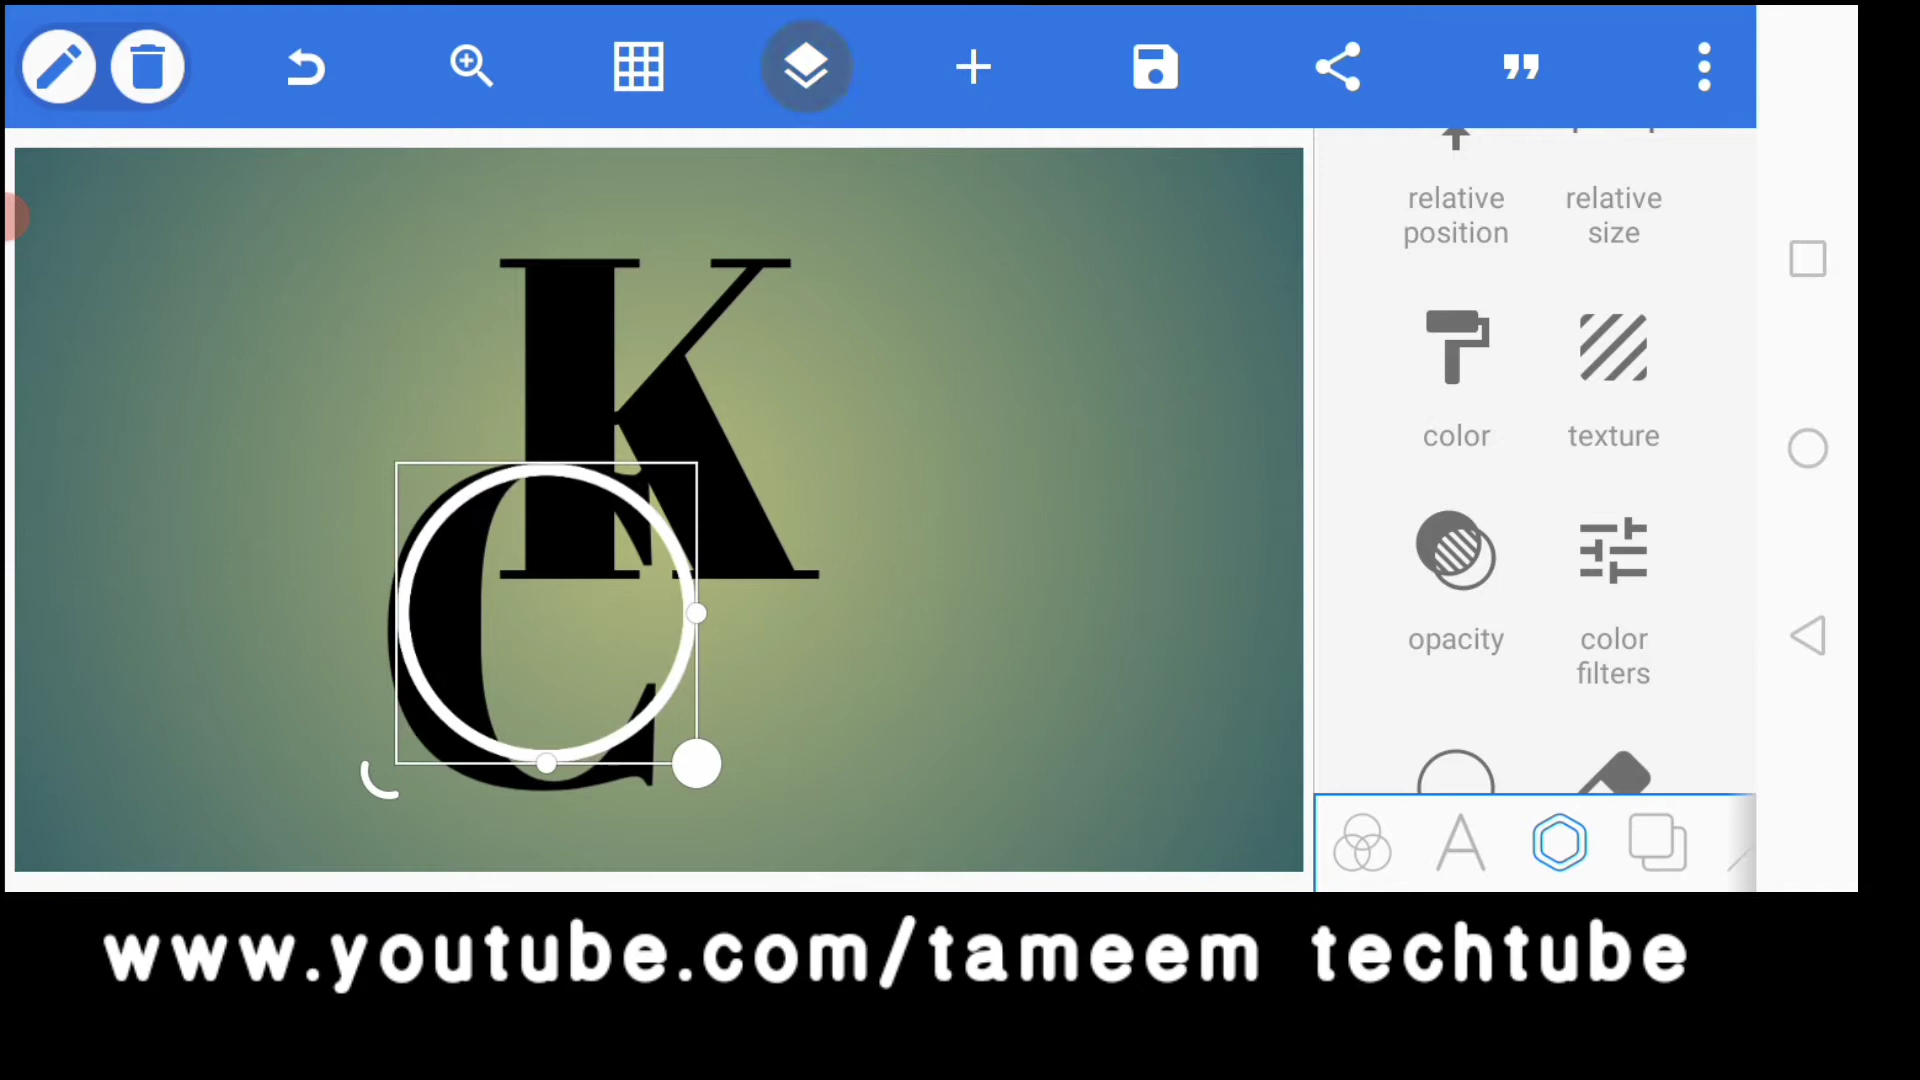 relative position
relative size
K
C
color
texture
opacity
color filters
A
www.youtube.com/tameem techtube